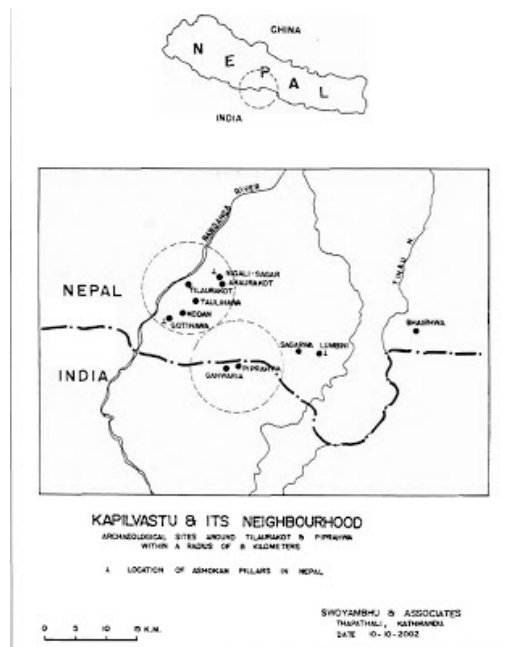 CHINA
NEPAL
INDIA
BANGANGA RIVER
TINAU N.
NIGALI-SAGAR
ARAURAKOT
TILAURAKOT
TAULIHAWA
KODAN
GOTIHAWA
NEPAL
BHAIRHWA
SAGARWA LUMBINI
INDIA
GANWARIA PIPRAHWA
KAPILVASTU & ITS NEIGHBOURHOOD
ARCHAEOLOGICAL SITES AROUND TILAURAKOT & PIPRAHWA
WITHIN A RADIUS OF 8 KILOMETERS
LOCATION OF ASHOKAN PILLARS IN NEPAL
SWOYAMBHU & ASSOCIATES
THAPATHALI, KATHMANDU
DATE 10-10-2002
0 5 10 15 K.M.